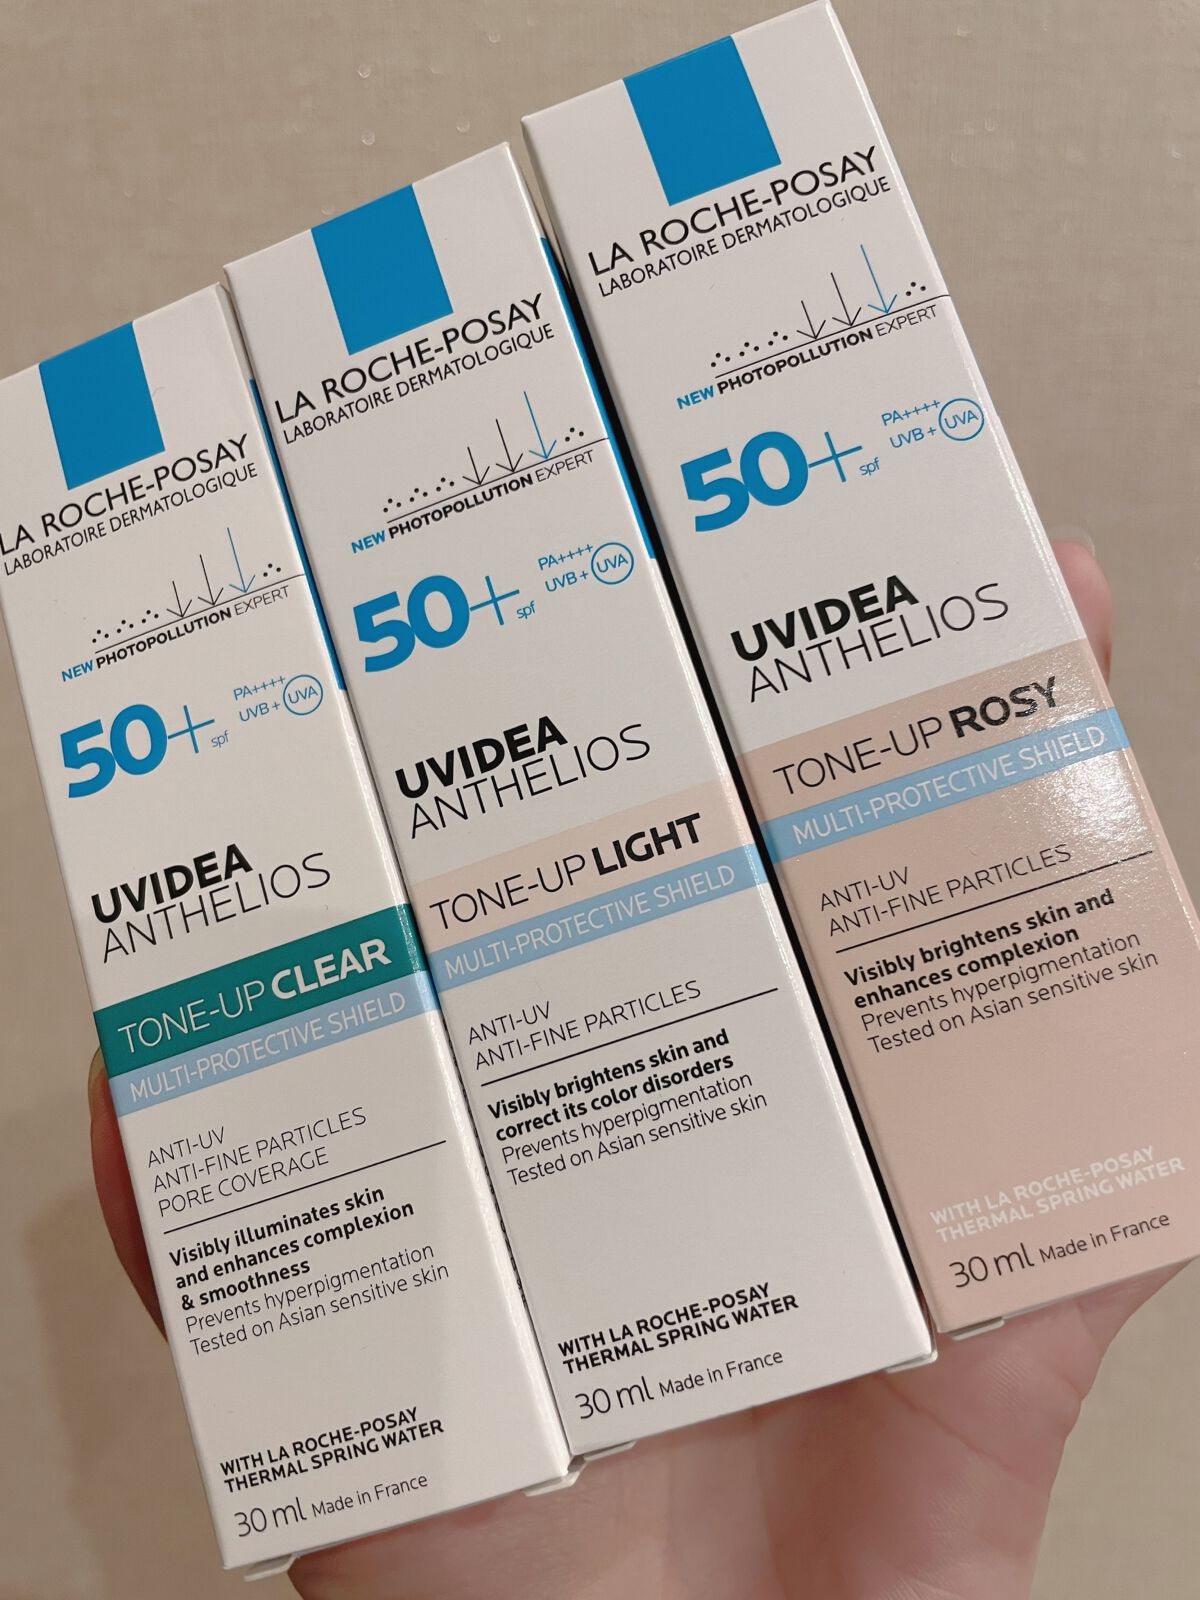 LA ROCHE-POSAY
LABORATOIRE DERMATOLOGIQUE
NEW PHOTOPOLLUTION EXPERT
50+ spf
PA++++
UVB + UVA
UVIDEA
ANTHELIOS
TONE-UP CLEAR
MULTI-PROTECTIVE SHIELD
ANTI-UV
ANTI-FINE PARTICLES
PORE COVERAGE
Visibly illuminates skin
and enhances complexion
& smoothness
Prevents hyperpigmentation
Tested on Asian sensitive skin
WITH LA ROCHE-POSAY
THERMAL SPRING WATER
30 ml Made in France
LA ROCHE-POSAY
LABORATOIRE DERMATOLOGIQUE
NEW PHOTOPOLLUTION EXPERT
50+ spf
PA++++
UVB + UVA
UVIDEA
ANTHELIOS
TONE-UP LIGHT
MULTI-PROTECTIVE SHIELD
ANTI-UV
ANTI-FINE PARTICLES
Visibly brightens skin and
correct its color disorders
Prevents hyperpigmentation
Tested on Asian sensitive skin
WITH LA ROCHE-POSAY
THERMAL SPRING WATER
30 ml Made in France
LA ROCHE-POSAY
LABORATOIRE DERMATOLOGIQUE
NEW PHOTOPOLLUTION EXPERT
50+ spf
PA++++
UVB + UVA
UVIDEA
ANTHELIOS
TONE-UP ROSY
MULTI-PROTECTIVE SHIELD
ANTI-UV
ANTI-FINE PARTICLES
Visibly brightens skin and
enhances complexion
Prevents hyperpigmentation
Tested on Asian sensitive skin
WITH LA ROCHE-POSAY
THERMAL SPRING WATER
30 ml Made in France